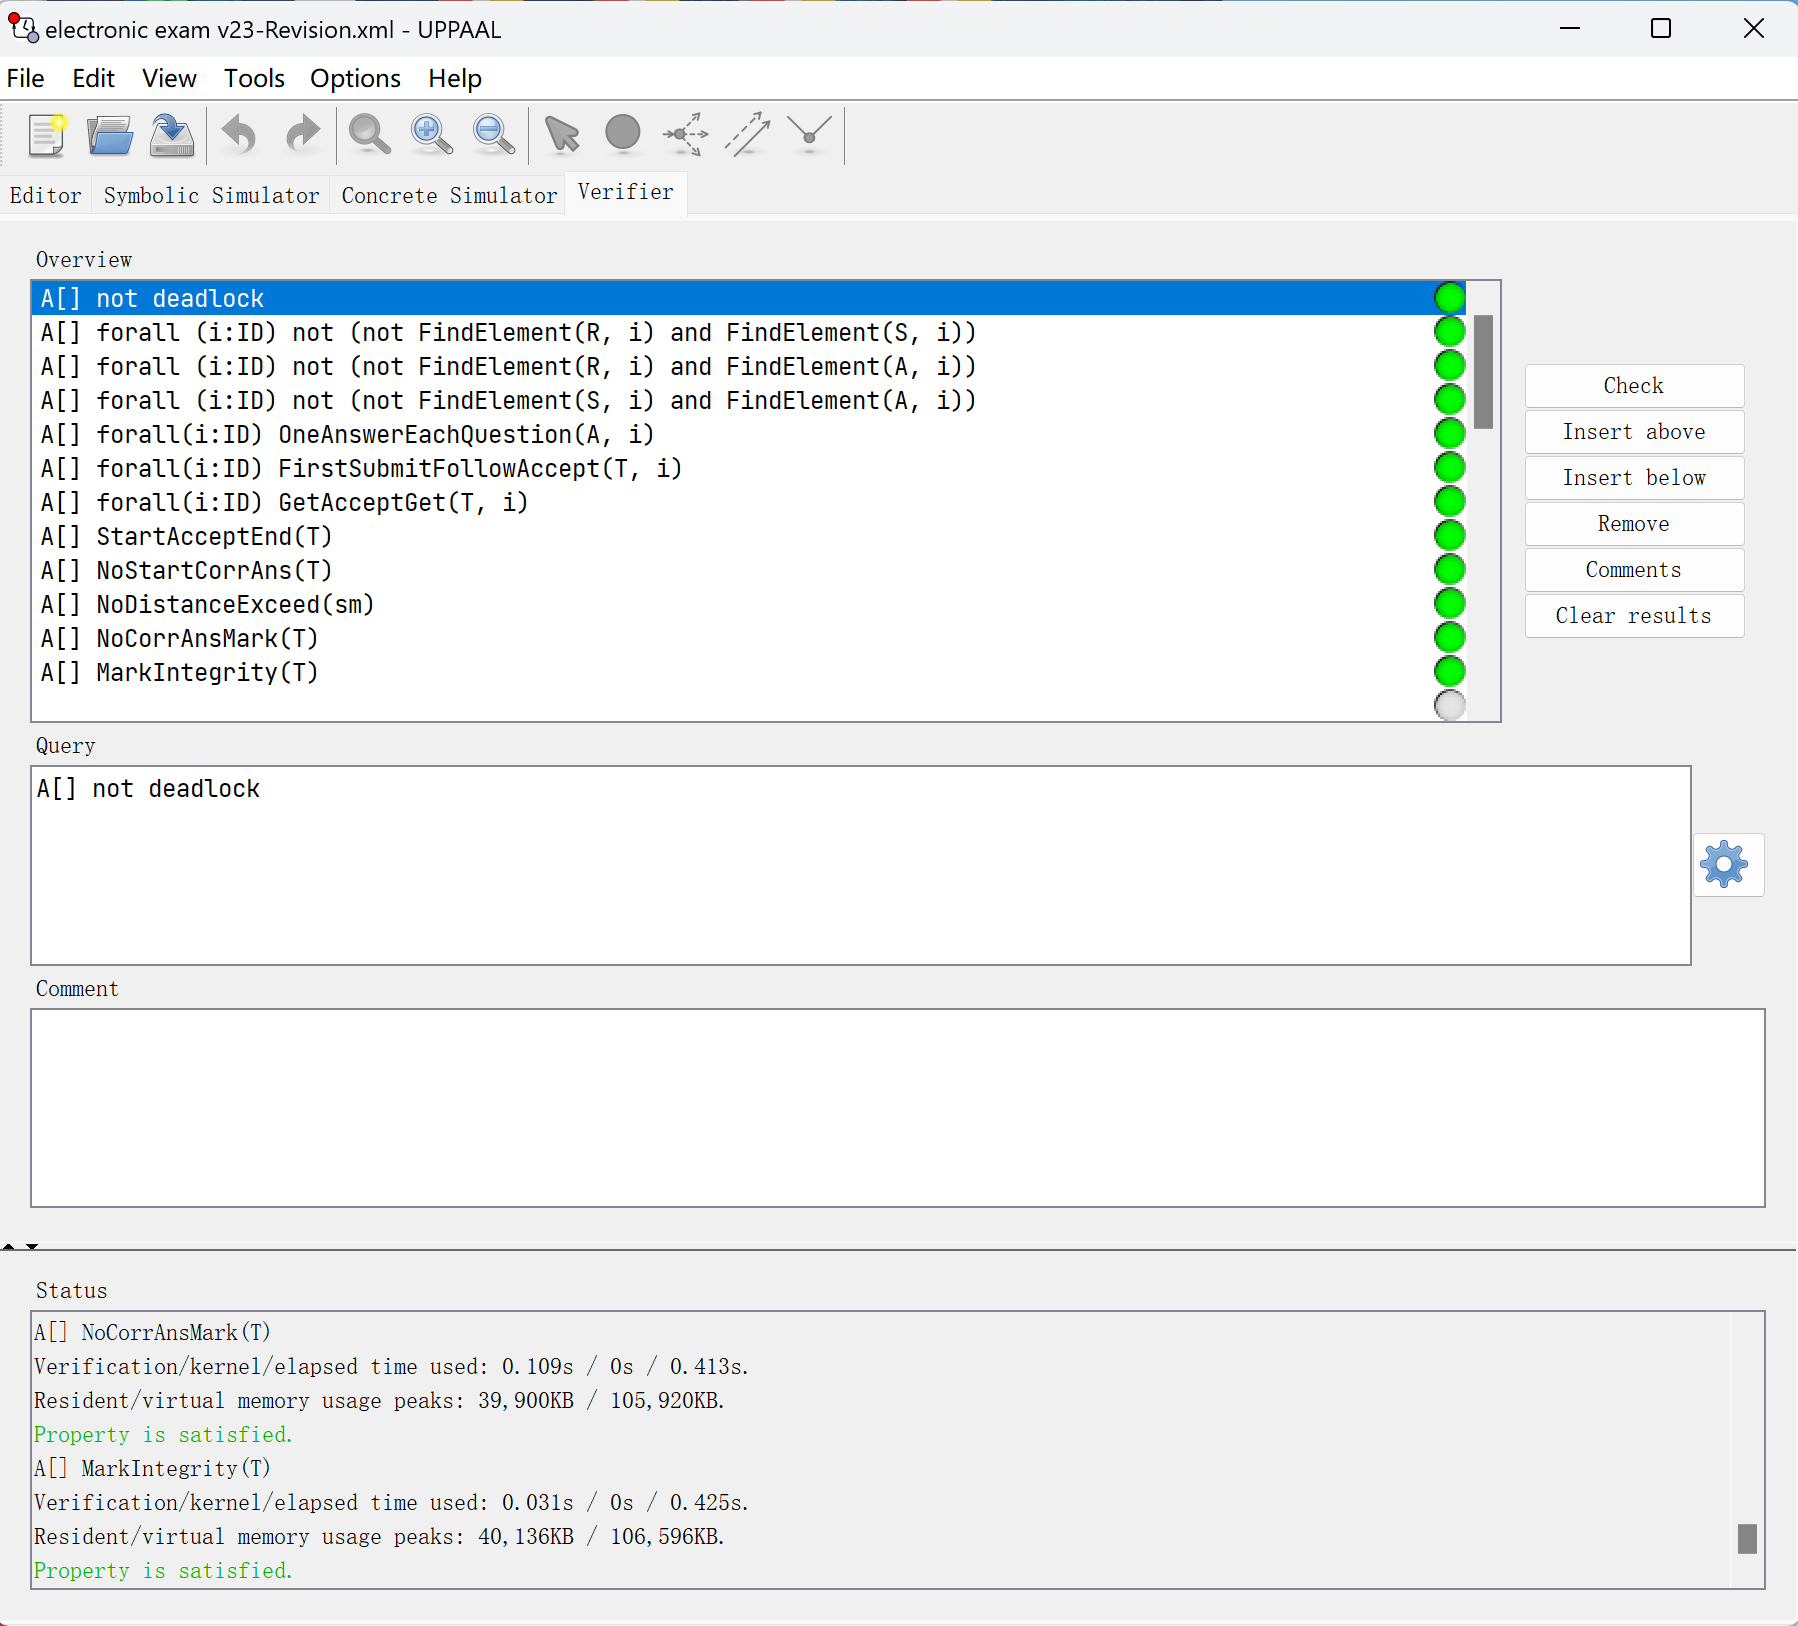 electronic exam v23-Revision.xml - UPPAAL
File Edit View Tools Options Help
Editor Symbolic Simulator Concrete Simulator Verifier
Overview
A[] not deadlock
A[] forall (i:ID) not (not FindElement(R, i) and FindElement(S, i))
A[] forall (i:ID) not (not FindElement(R, i) and FindElement(A, i))
A[] forall (i:ID) not (not FindElement(S, i) and FindElement(A, i))
A[] forall(i:ID) OneAnswerEachQuestion(A, i)
A[] forall(i:ID) FirstSubmitFollowAccept(T, i)
A[] forall(i:ID) GetAcceptGet(T, i)
A[] StartAcceptEnd(T)
A[] NoStartCorrAns(T)
A[] NoDistanceExceed(sm)
A[] NoCorrAnsMark(T)
A[] MarkIntegrity(T)
Check
Insert above
Insert below
Remove
Comments
Clear results
Query
A[] not deadlock
Comment
Status
A[] NoCorrAnsMark(T)
Verification/kernel/elapsed time used: 0.109s / 0s / 0.413s.
Resident/virtual memory usage peaks: 39,900KB / 105,920KB.
Property is satisfied.
A[] MarkIntegrity(T)
Verification/kernel/elapsed time used: 0.031s / 0s / 0.425s.
Resident/virtual memory usage peaks: 40,136KB / 106,596KB.
Property is satisfied.